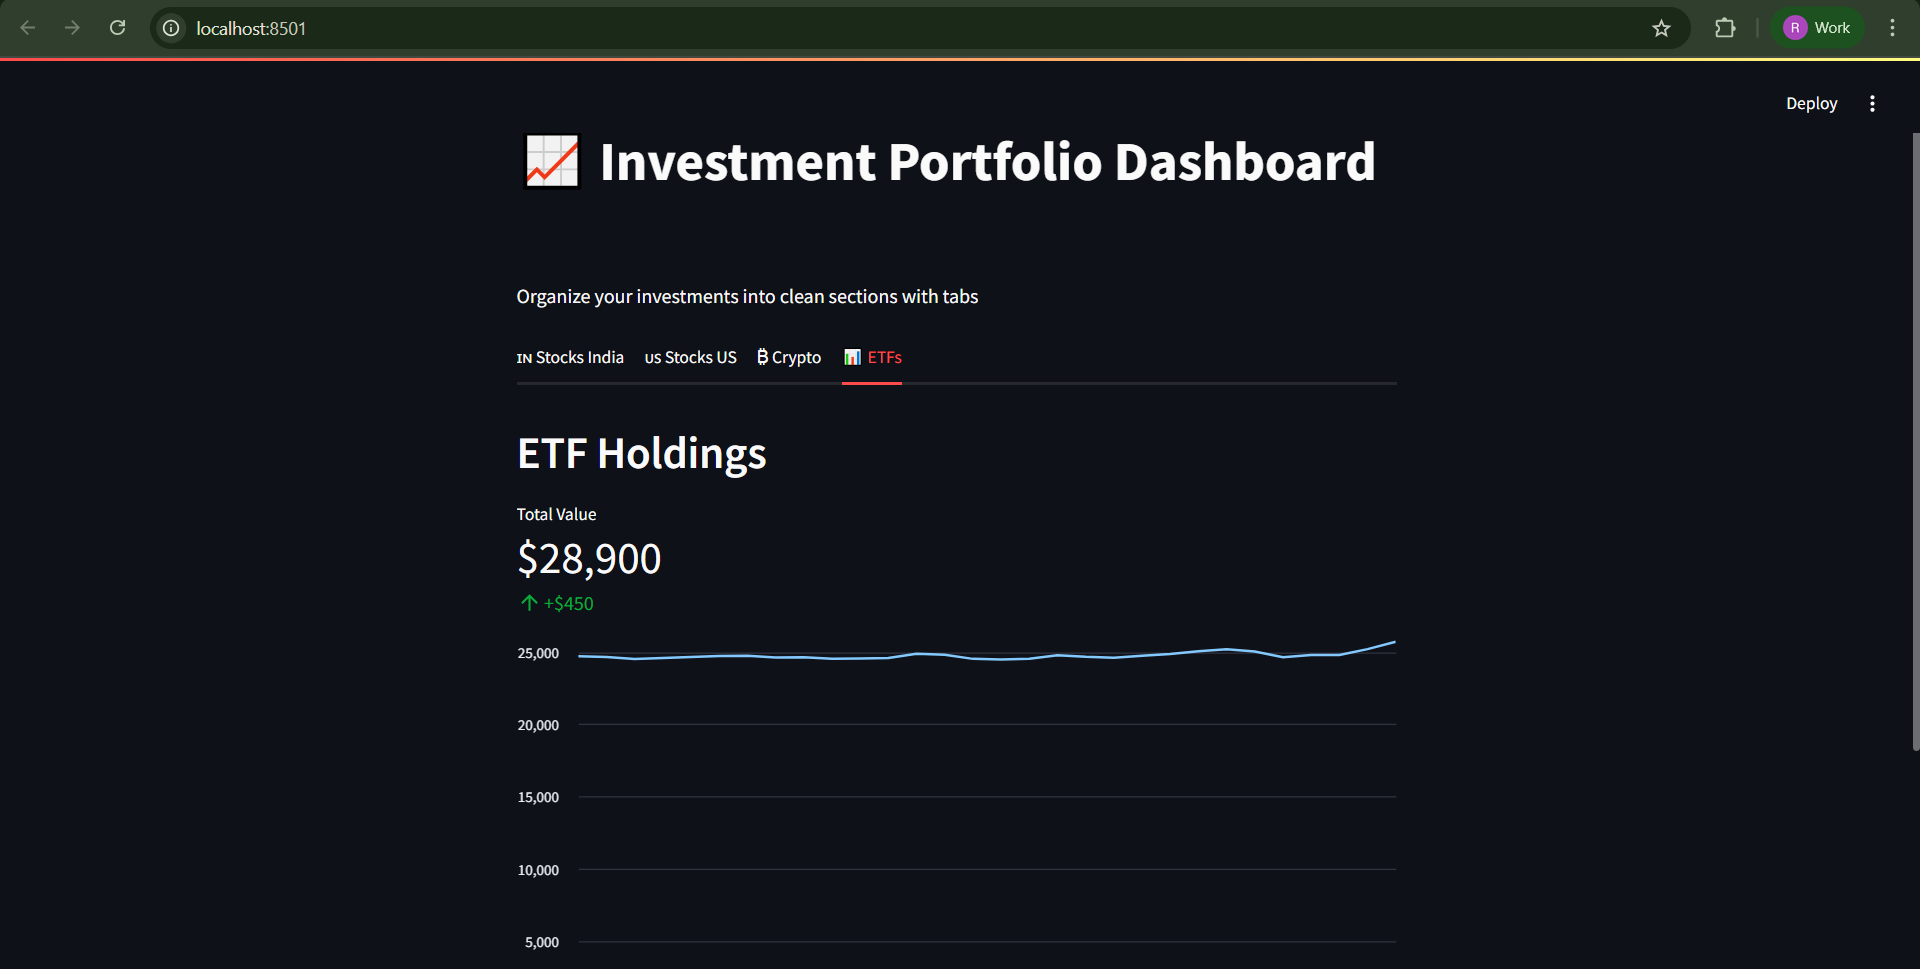 localhost:8501
R Work
Deploy
📈 Investment Portfolio Dashboard
Organize your investments into clean sections with tabs
IN Stocks India US Stocks US ₿ Crypto 📊 ETFs
ETF Holdings
Total Value
$28,900
↑ +$450
25,000
20,000
15,000
10,000
5,000